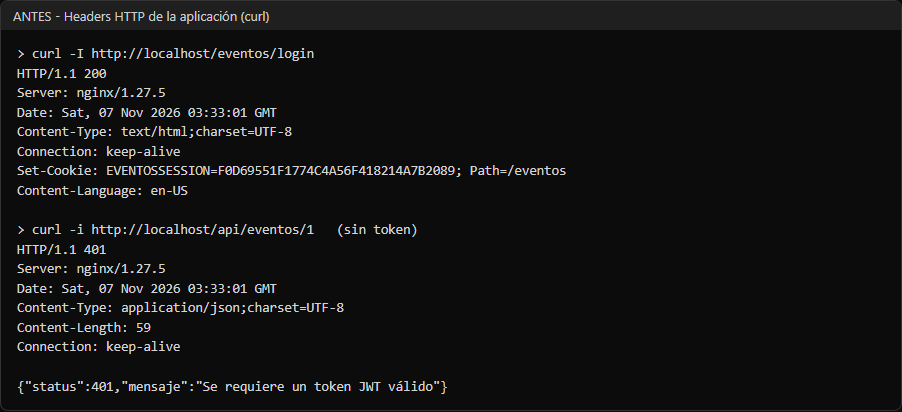 ANTES - Headers HTTP de la aplicación (curl)
> curl -I http://localhost/eventos/login
HTTP/1.1 200
Server: nginx/1.27.5
Date: Sat, 07 Nov 2026 03:33:01 GMT
Content-Type: text/html;charset=UTF-8
Connection: keep-alive
Set-Cookie: EVENTOSSESSION=F0D69551F1774C4A56F418214A7B2089; Path=/eventos
Content-Language: en-US
> curl -i http://localhost/api/eventos/1   (sin token)
HTTP/1.1 401
Server: nginx/1.27.5
Date: Sat, 07 Nov 2026 03:33:01 GMT
Content-Type: application/json;charset=UTF-8
Content-Length: 59
Connection: keep-alive
{"status":401,"mensaje":"Se requiere un token JWT válido"}